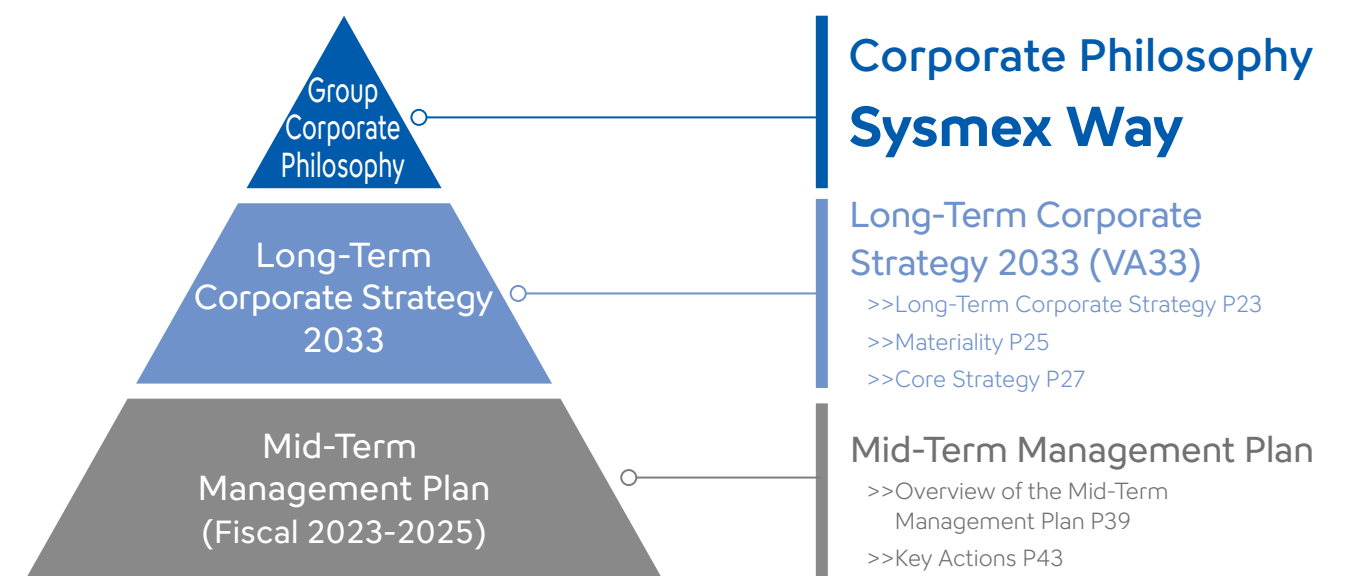 Group
Corporate
Philosophy
Corporate Philosophy
Sysmex Way
Long-Term
Corporate Strategy
2033
Long-Term Corporate
Strategy 2033 (VA33)
>>Long-Term Corporate Strategy P23
>>Materiality P25
>>Core Strategy P27
Mid-Term
Management Plan
(Fiscal 2023-2025)
Mid-Term Management Plan
>>Overview of the Mid-Term
Management Plan P39
>>Key Actions P43